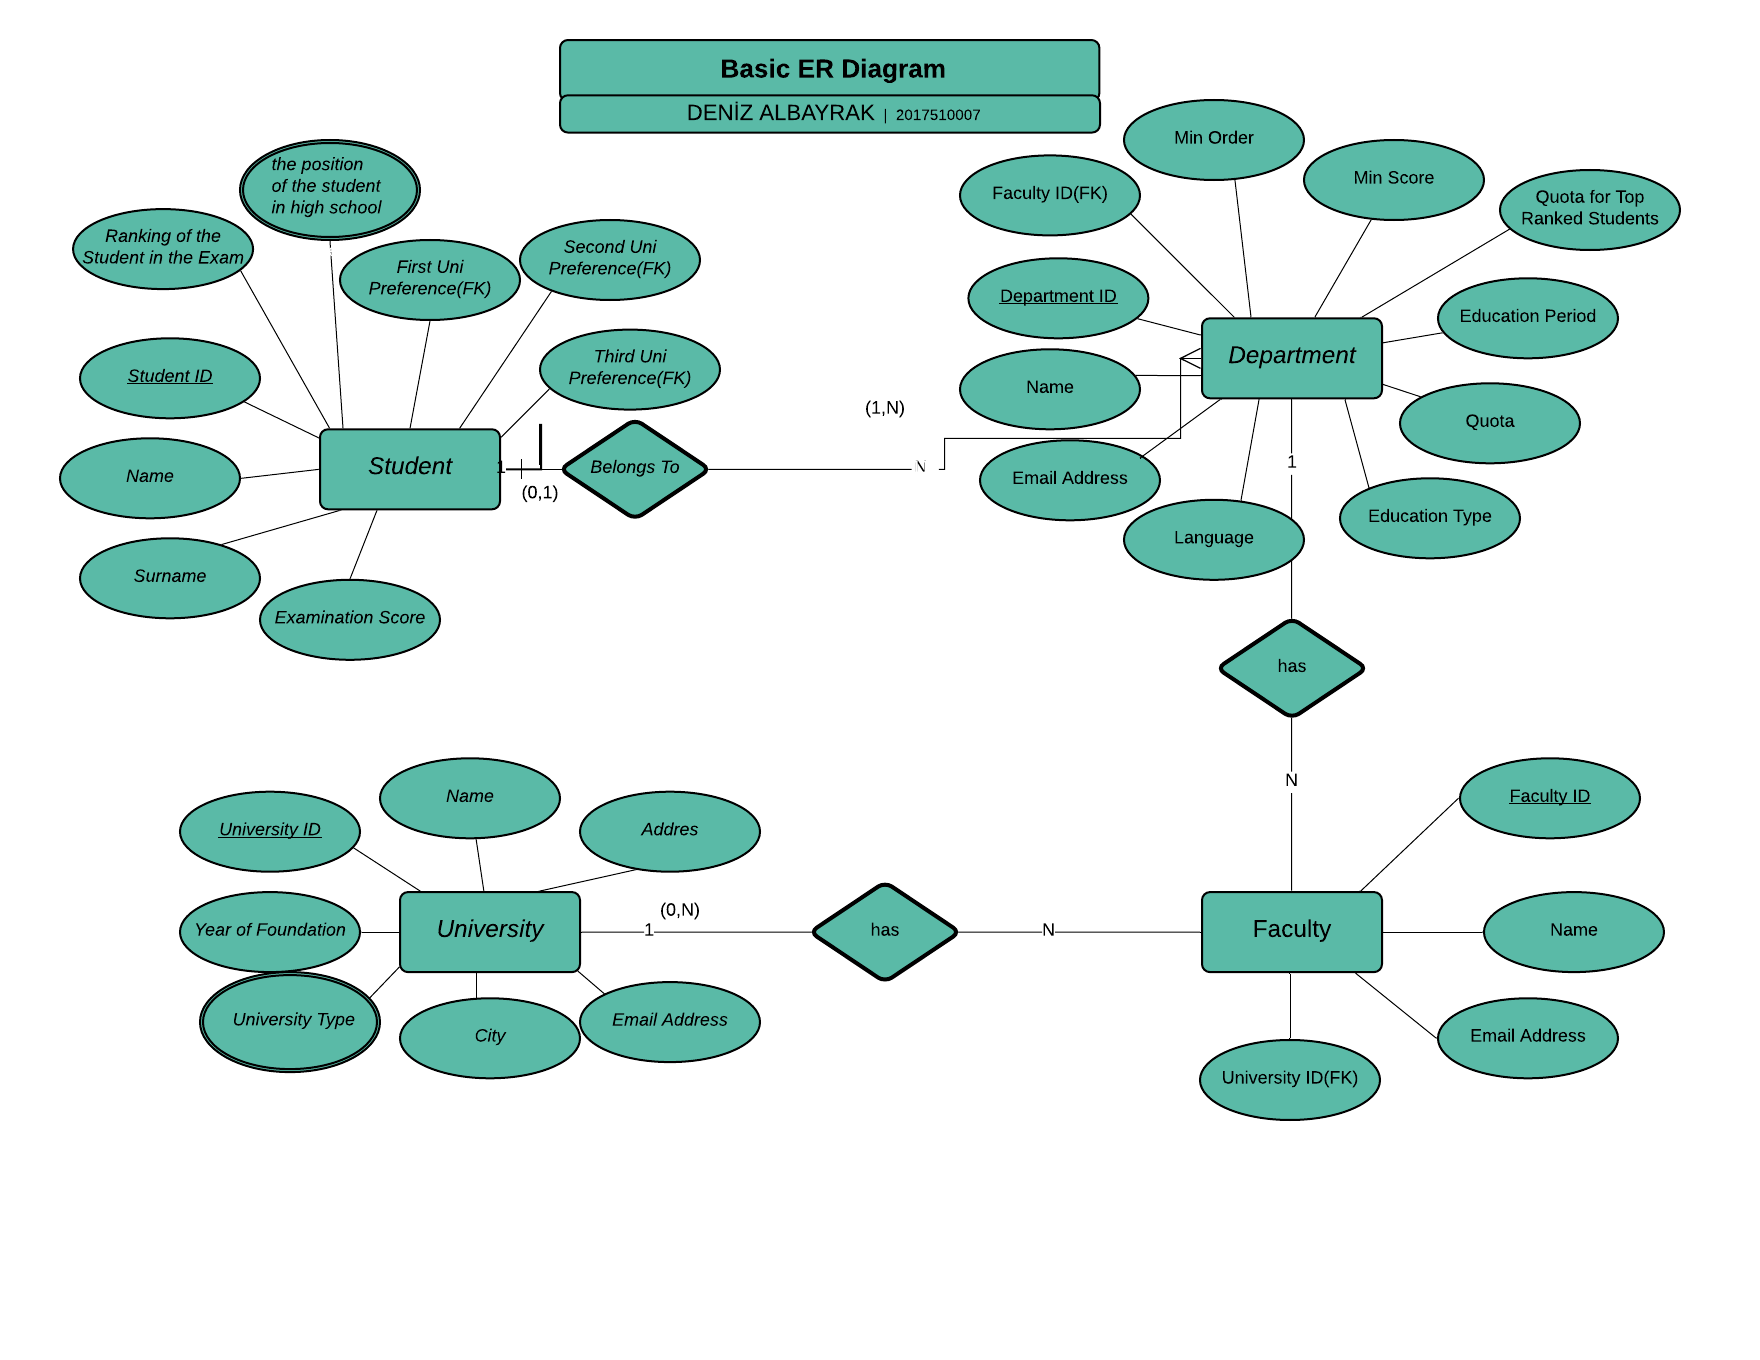 Basic ER Diagram
DENİZ ALBAYRAK | 2017510007
the position
of the student
in high school
Ranking of the
Student in the Exam
First Uni
Preference(FK)
Second Uni
Preference(FK)
Third Uni
Preference(FK)
Student ID
Name
Surname
Examination Score
Student
1
(0,1)
Belongs To
(1,N)
N
Min Order
Min Score
Faculty ID(FK)
Quota for Top
Ranked Students
Department ID
Education Period
Department
Name
Quota
Email Address
Language
Education Type
1
has
N
University ID
Name
Addres
Year of Foundation
University
University Type
City
Email Address
(0,N)
1
has
N
Faculty
Faculty ID
Name
Email Address
University ID(FK)